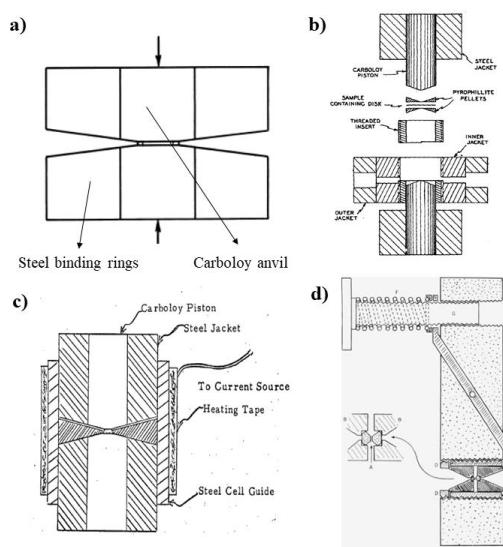 a)
Steel binding rings
Carboloy anvil
b)
STEEL
JACKET
CARBOLOY
PISTON
SAMPLE
CONTAINING DISK
PYROPHILLITE
PELLETS
THREADED
INSERT
INNER
JACKET
OUTER
JACKET
c)
Carboloy Piston
Steel Jacket
To Current Source
Heating Tape
Steel Cell Guide
d)
F
G
A
D
D